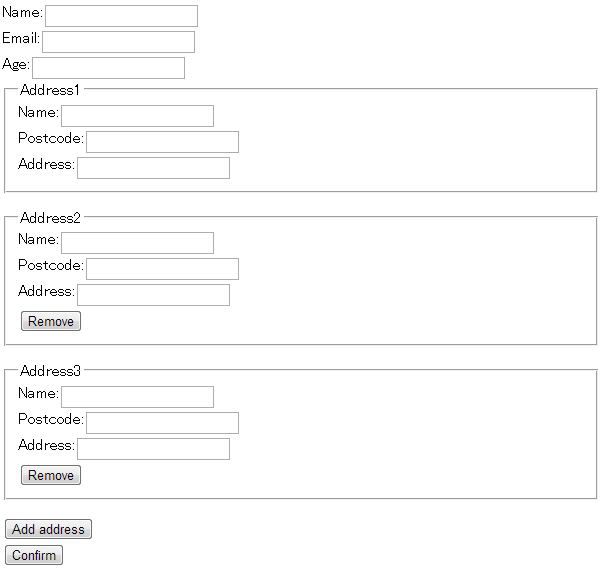 Name:
Email:
Age:
Address1
Name:
Postcode:
Address:
Address2
Name:
Postcode:
Address:
Remove
Address3
Name:
Postcode:
Address:
Remove
Add address
Confirm